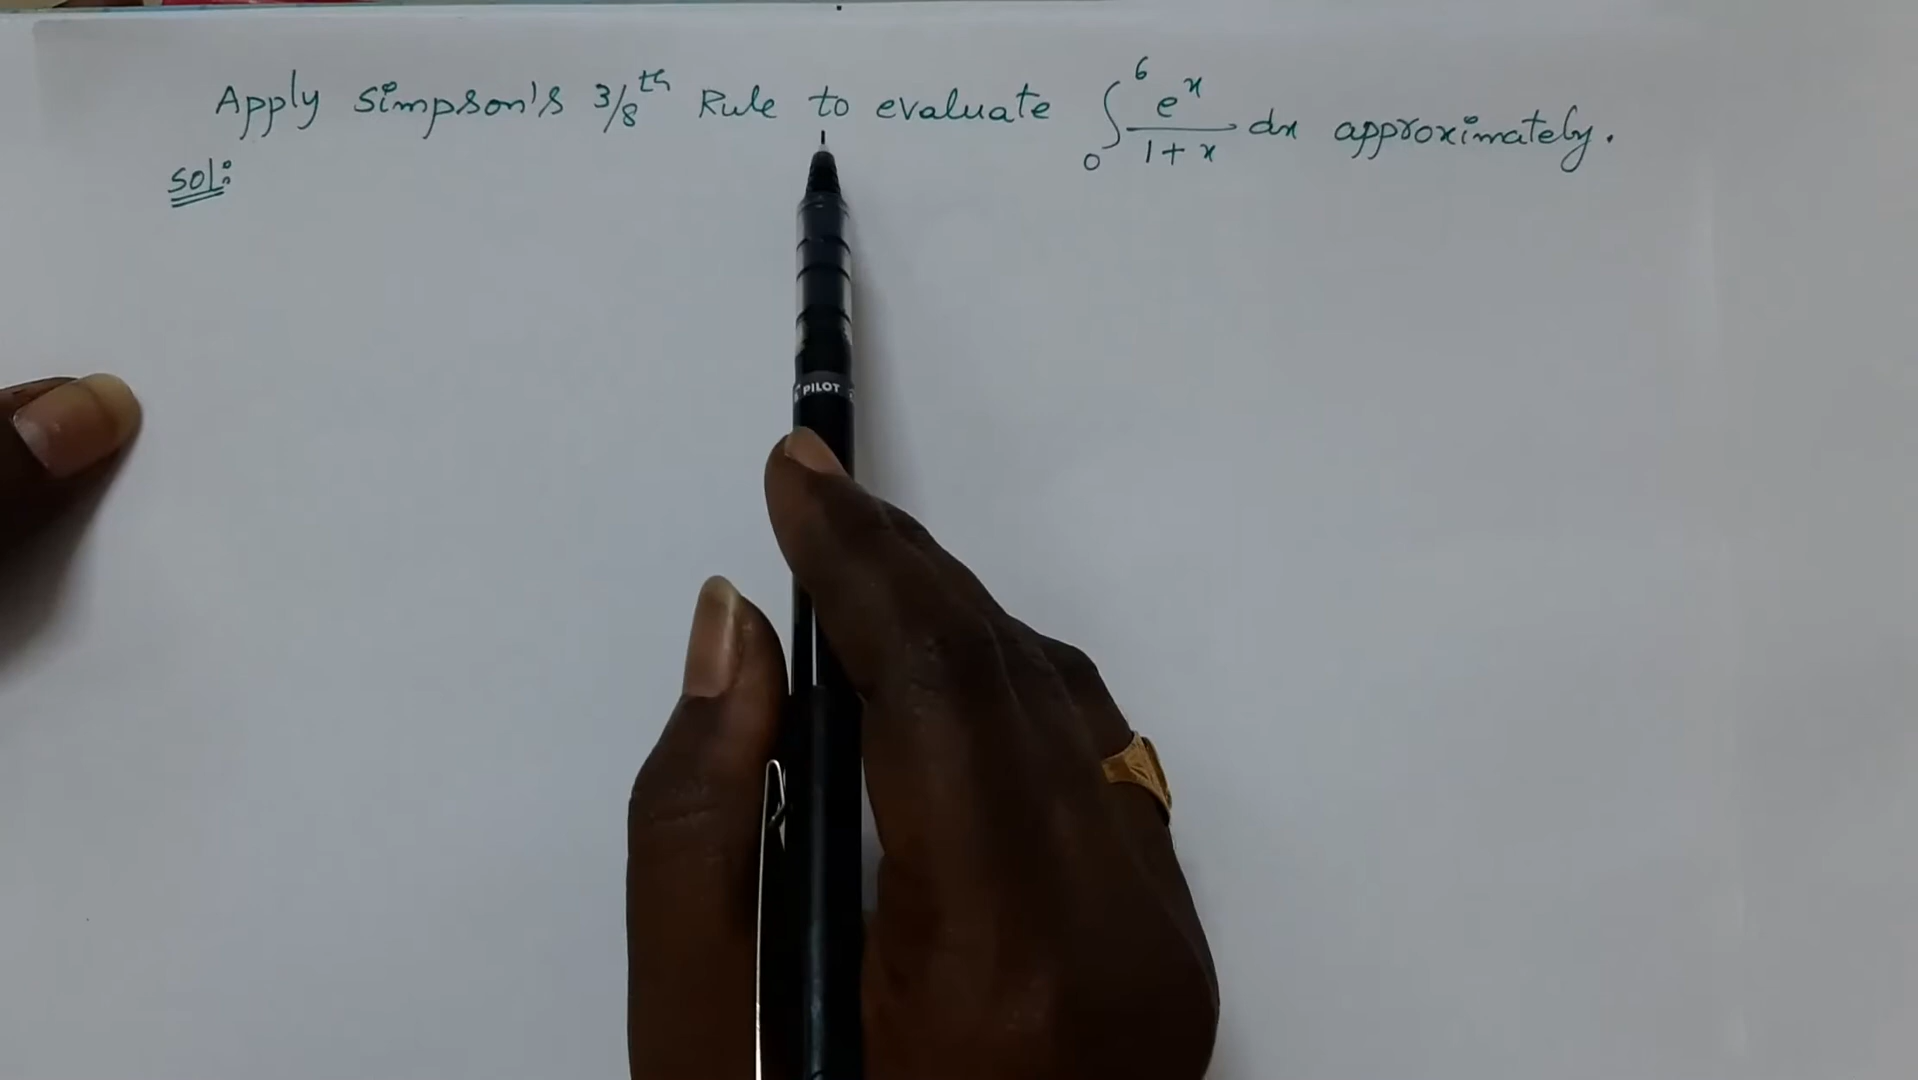 Apply Simpson's 3/8th Rule to evaluate ∫₀⁶ eˣ/(1+x) dx approximately.
Sol:
PILOT